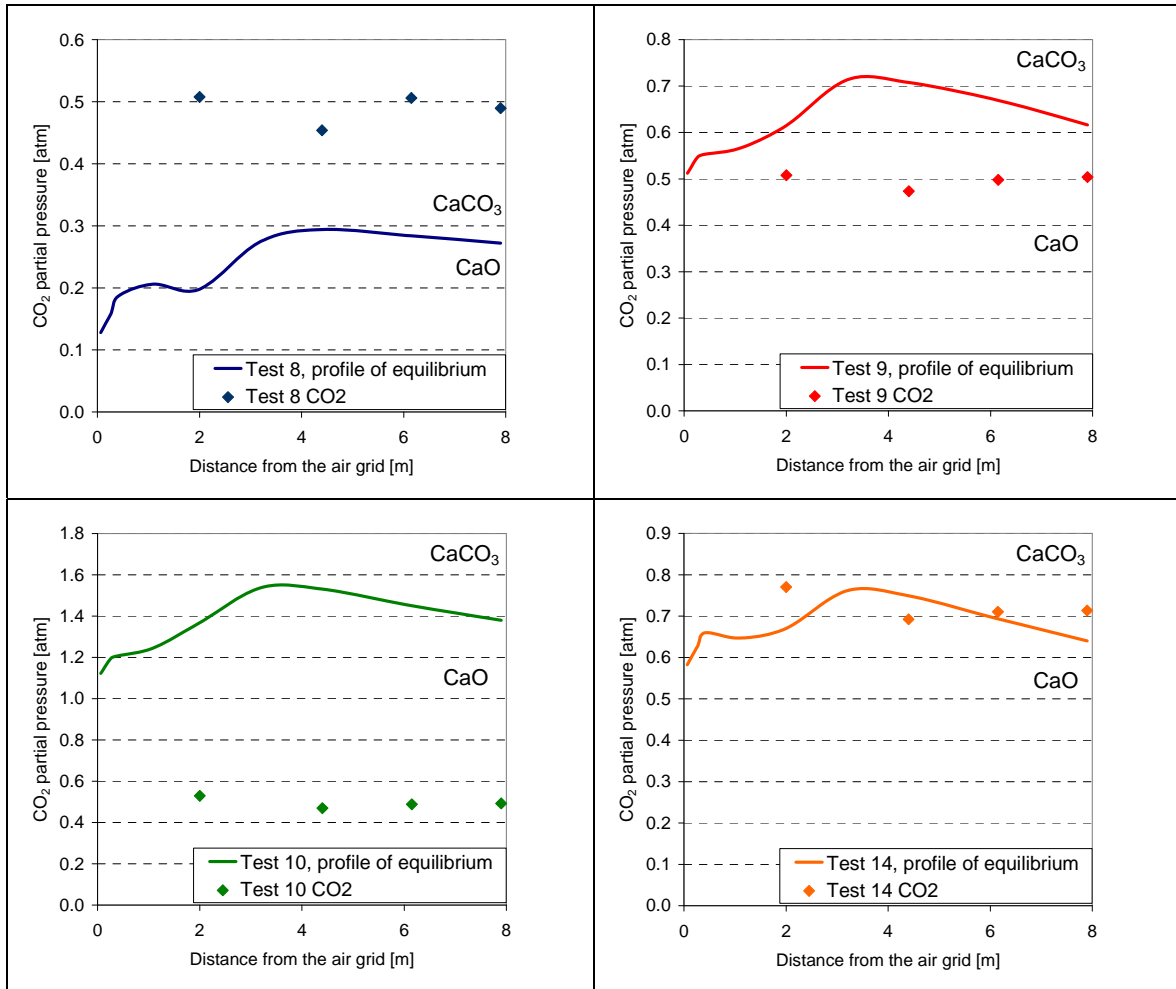 0.6
0.5
0.4
0.3
0.2
0.1
0.0
CO₂ partial pressure [atm]
CaCO₃
CaO
Test 8, profile of equilibrium
Test 8 CO2
0 2 4 6 8
Distance from the air grid [m]
0.8
0.7
0.6
0.5
0.4
0.3
0.2
0.1
0.0
CO₂ partial pressure [atm]
CaCO₃
CaO
Test 9, profile of equilibrium
Test 9 CO2
0 2 4 6 8
Distance from the air grid [m]
1.8
1.6
1.4
1.2
1.0
0.8
0.6
0.4
0.2
0.0
CO₂ partial pressure [atm]
CaCO₃
CaO
Test 10, profile of equilibrium
Test 10 CO2
0 2 4 6 8
Distance from the air grid [m]
0.9
0.8
0.7
0.6
0.5
0.4
0.3
0.2
0.1
0.0
CO₂ partial pressure [atm]
CaCO₃
CaO
Test 14, profile of equilibrium
Test 14 CO2
0 2 4 6 8
Distance from the air grid [m]